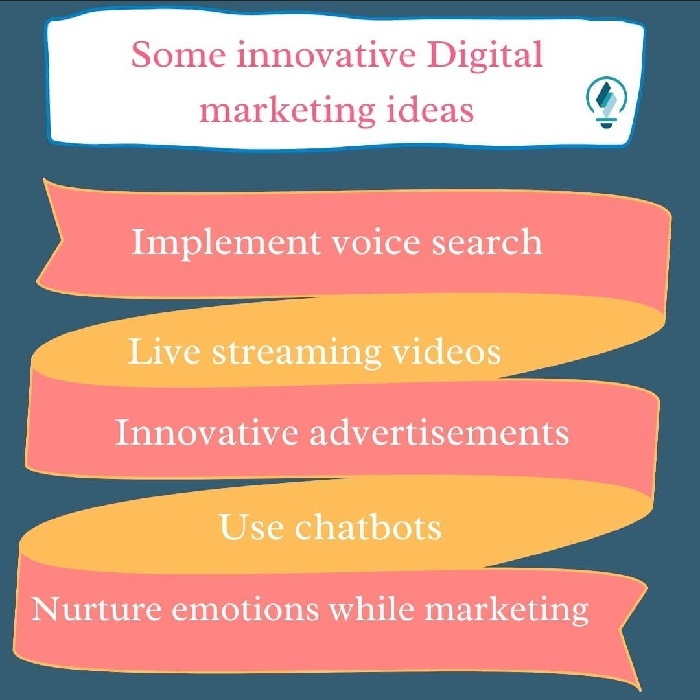 Some innovative Digital
marketing ideas
Implement voice search
Live streaming videos
Innovative advertisements
Use chatbots
Nurture emotions while marketing